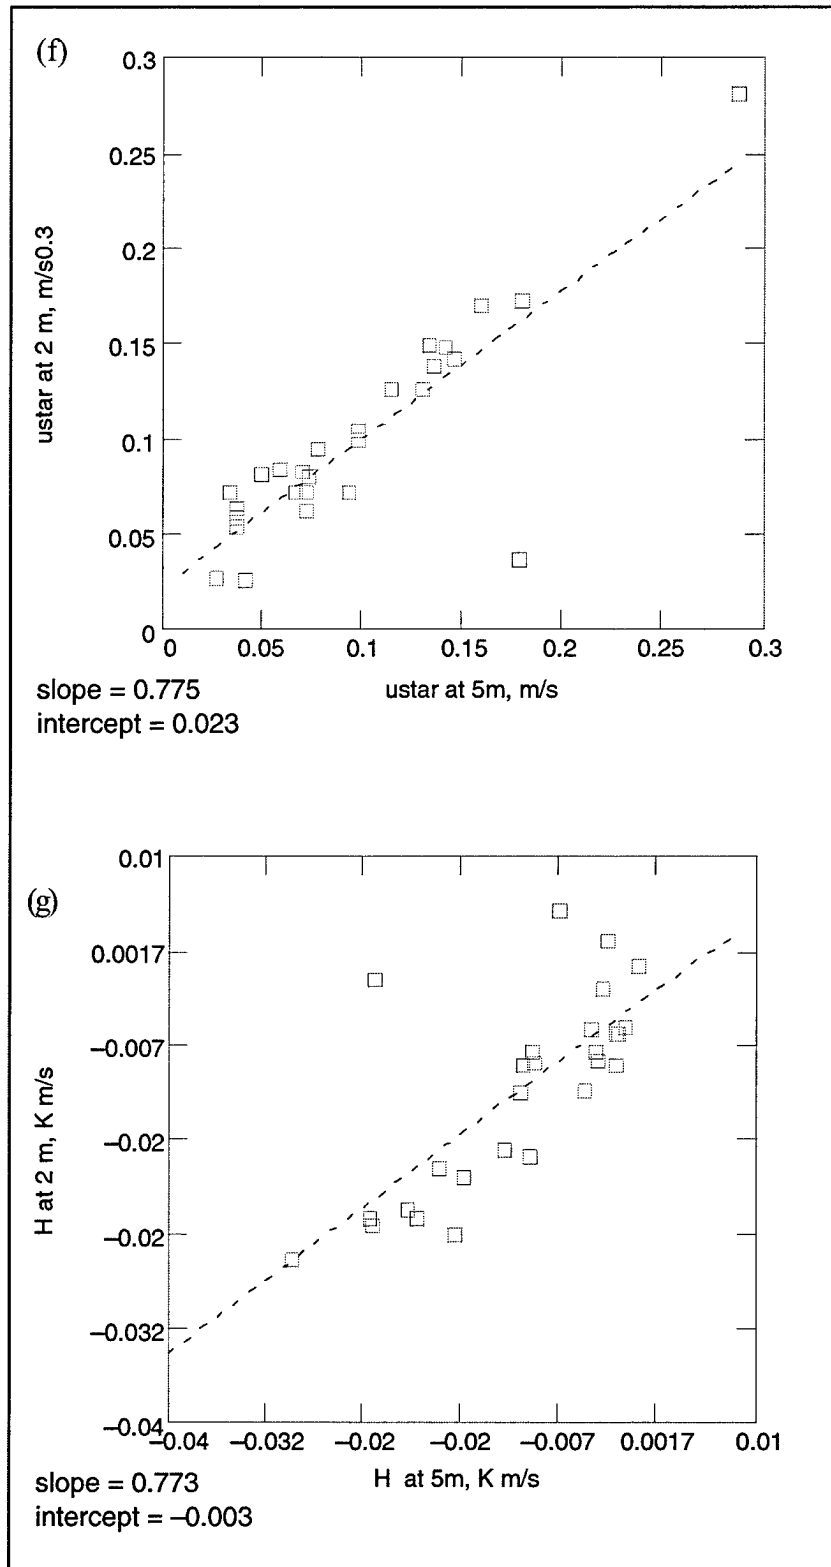 (f)
0.3
0.25
0.2
0.15
0.1
0.05
0
ustar at 2 m, m/s0.3
0 0.05 0.1 0.15 0.2 0.25 0.3
ustar at 5m, m/s
slope = 0.775
intercept = 0.023
(g)
0.01
0.0017
–0.007
–0.02
–0.02
–0.032
–0.04
H at 2 m, K m/s
–0.04 –0.032 –0.02 –0.02 –0.007 0.0017 0.01
H at 5m, K m/s
slope = 0.773
intercept = –0.003